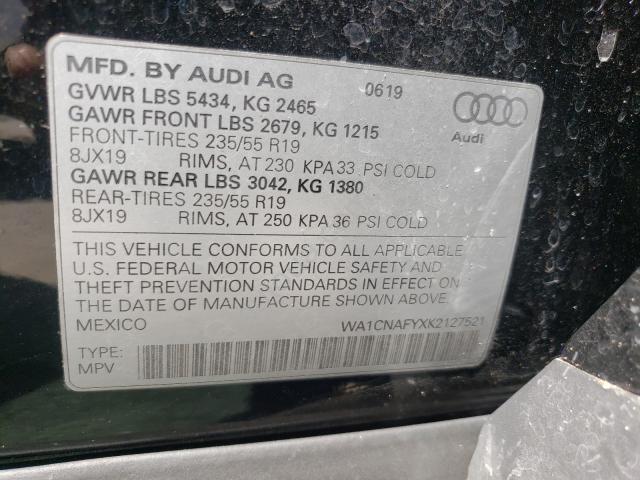 MFD. BY AUDI AG 0619
GVWR LBS 5434, KG 2465
GAWR FRONT LBS 2679, KG 1215
FRONT-TIRES 235/55 R19
8JX19 RIMS, AT 230 KPA 33 PSI COLD
GAWR REAR LBS 3042, KG 1380
REAR-TIRES 235/55 R19
8JX19 RIMS, AT 250 KPA 36 PSI COLD
Audi
THIS VEHICLE CONFORMS TO ALL APPLICABLE
U.S. FEDERAL MOTOR VEHICLE SAFETY AND
THEFT PREVENTION STANDARDS IN EFFECT ON
THE DATE OF MANUFACTURE SHOWN ABOVE.
MEXICO WA1CNAFYXK2127521
TYPE:
MPV